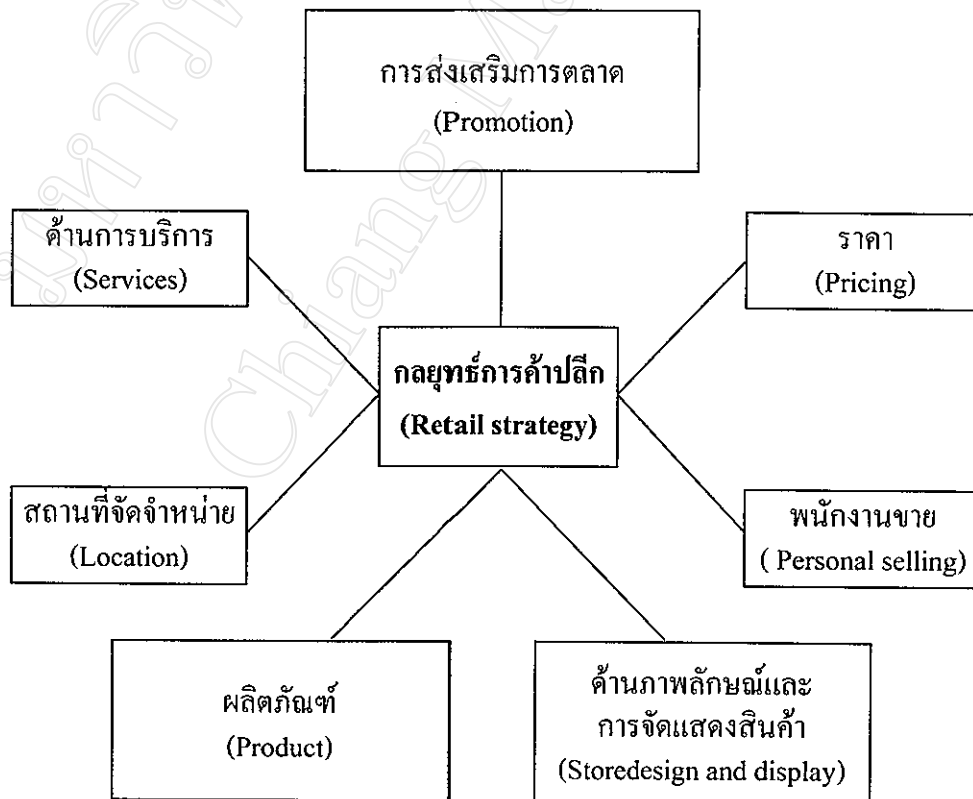 การส่งเสริมการตลาด
(Promotion)
ด้านการบริการ
(Services)
ราคา
(Pricing)
กลยุทธ์การค้าปลีก
(Retail strategy)
สถานที่จัดจำหน่าย
(Location)
พนักงานขาย
( Personal selling)
ผลิตภัณฑ์
(Product)
ด้านภาพลักษณ์และ
การจัดแสดงสินค้า
(Storedesign and display)
Chiang